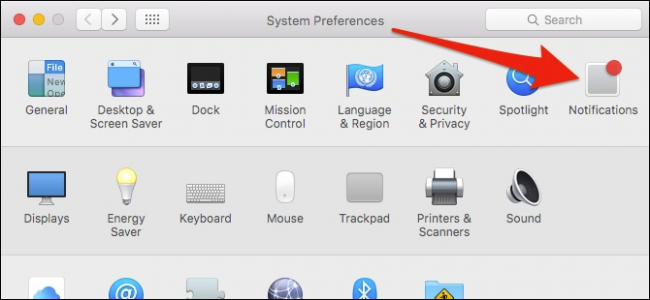 System Preferences
Search
General
Desktop &
Screen Saver
Dock
Mission
Control
Language
& Region
Security
& Privacy
Spotlight
Notifications
Displays
Energy
Saver
Keyboard
Mouse
Trackpad
Printers &
Scanners
Sound
File
New
Ope